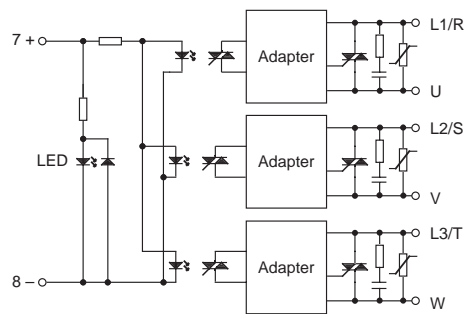 7 +
L1/R
Adapter
U
L2/S
LED
Adapter
V
L3/T
Adapter
8 –
W